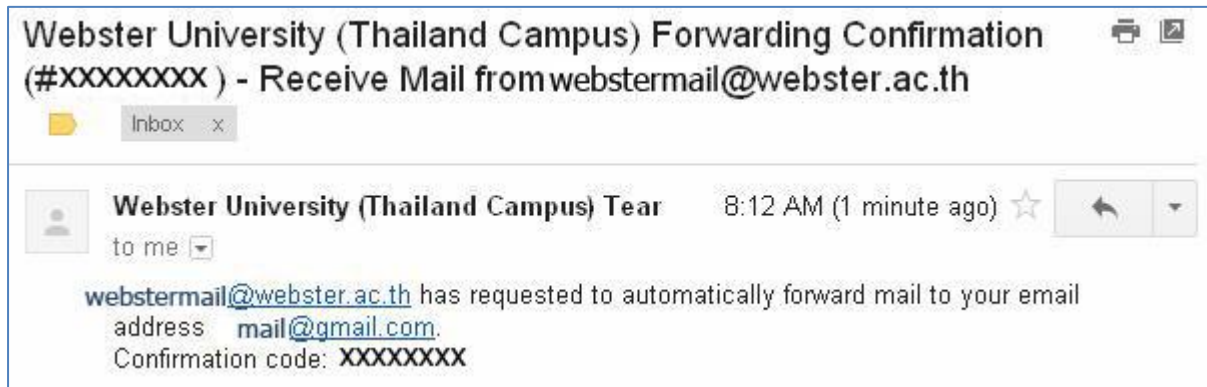 Webster University (Thailand Campus) Forwarding Confirmation
(#XXXXXXXX ) - Receive Mail from webstermail@webster.ac.th
Inbox x
Webster University (Thailand Campus) Tear 8:12 AM (1 minute ago)
to me
webstermail@webster.ac.th has requested to automatically forward mail to your email
address mail@gmail.com.
Confirmation code: XXXXXXXX